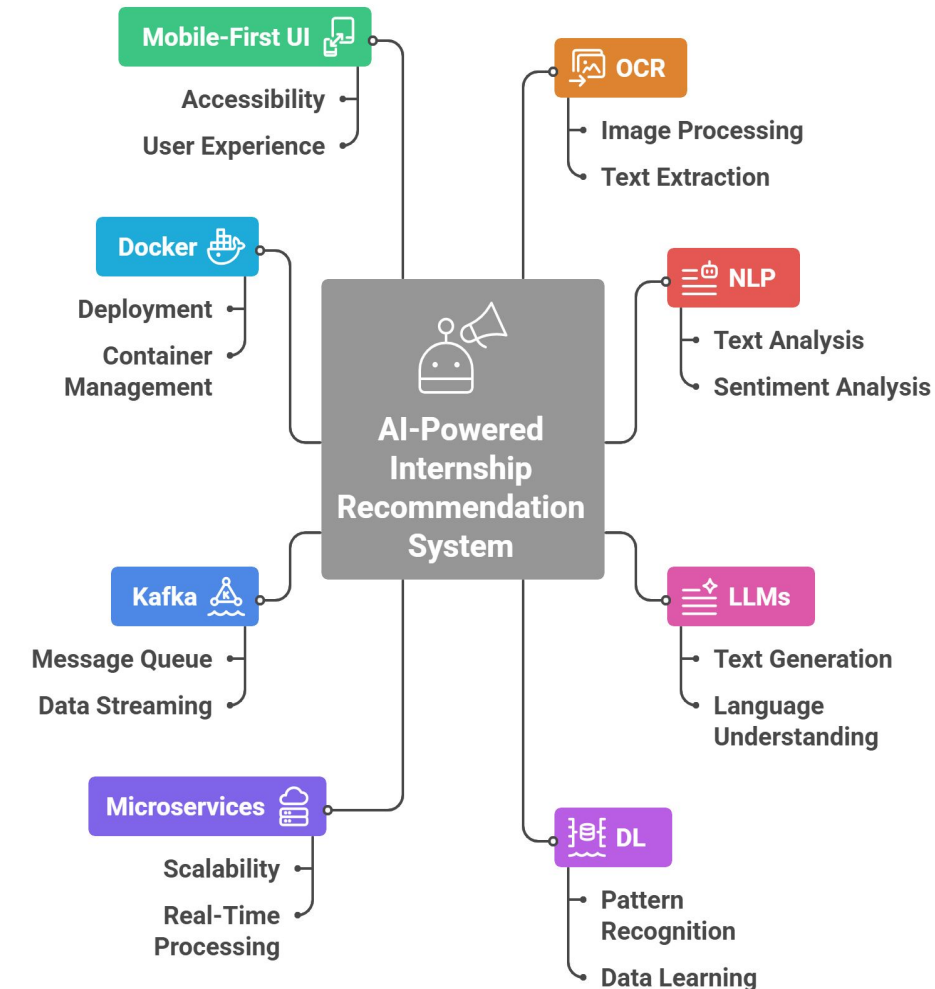 Mobile-First UI
Accessibility
User Experience
OCR
Image Processing
Text Extraction
Docker
Deployment
Container
Management
NLP
Text Analysis
Sentiment Analysis
AI-Powered
Internship
Recommendation
System
Kafka
K
Message Queue
Data Streaming
LLMs
Text Generation
Language
Understanding
Microservices
Scalability
Real-Time
Processing
DL
Pattern
Recognition
Data Learning